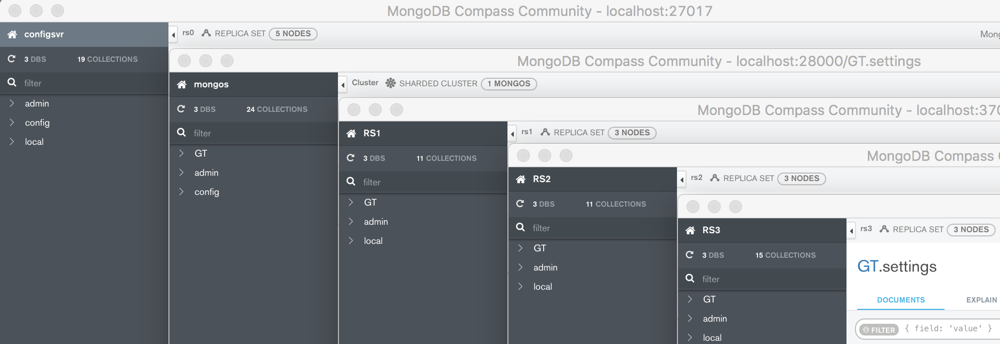 MongoDB Compass Community - localhost:27017
configsvr
rs0 REPLICA SET 5 NODES
Mong
3 DBS 19 COLLECTIONS
filter
admin
config
local
MongoDB Compass Community - localhost:28000/GT.settings
mongos
Cluster SHARDED CLUSTER 1 MONGOS
3 DBS 24 COLLECTIONS
filter
GT
admin
config
MongoDB Compass Community - localhost:370
RS1
rs1 REPLICA SET 3 NODES
3 DBS 11 COLLECTIONS
filter
GT
admin
local
MongoDB Compass C
RS2
rs2 REPLICA SET 3 NODES
3 DBS 11 COLLECTIONS
filter
GT
admin
local
RS3
rs3 REPLICA SET 3 NODES
3 DBS 15 COLLECTIONS
filter
GT
admin
local
GT.settings
DOCUMENTS EXPLAIN
FILTER { field: 'value' }